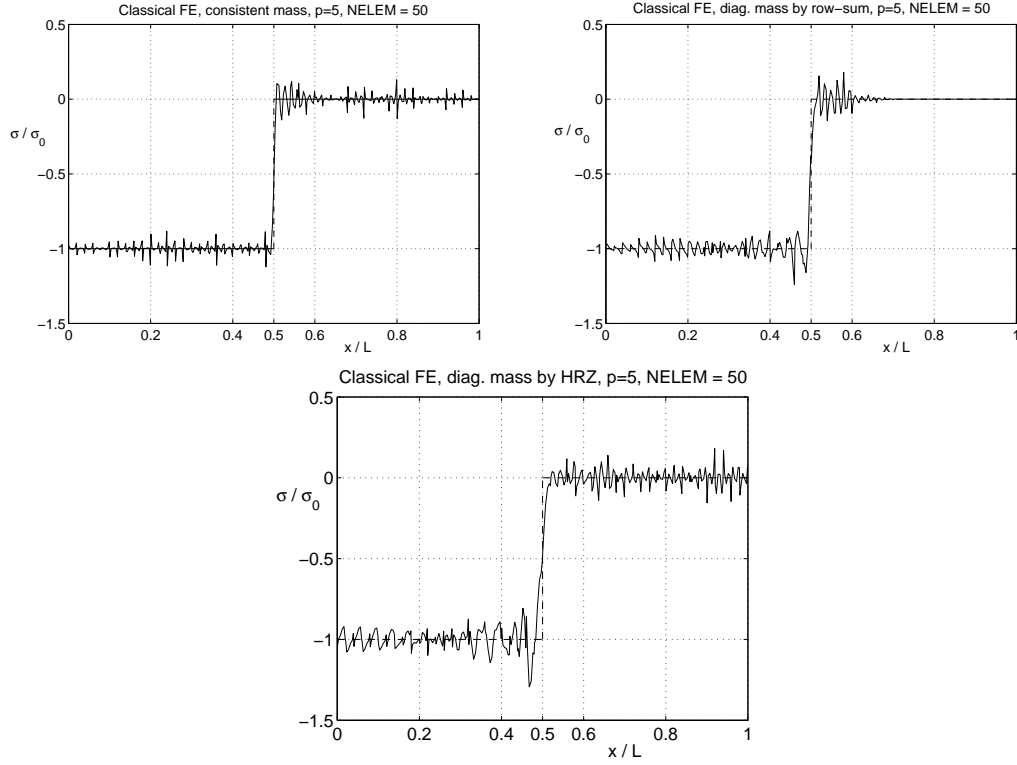 Classical FE, consistent mass, p=5, NELEM = 50
0.5
0
σ / σ0
−0.5
−1
−1.5
0 0.2 0.4 0.5 0.6 0.8 1
x / L
Classical FE, diag. mass by row−sum, p=5, NELEM = 50
0.5
0
σ / σ0
−0.5
−1
−1.5
0 0.2 0.4 0.5 0.6 0.8 1
x / L
Classical FE, diag. mass by HRZ, p=5, NELEM = 50
0.5
0
σ / σ0
−0.5
−1
−1.5
0 0.2 0.4 0.5 0.6 0.8 1
x / L